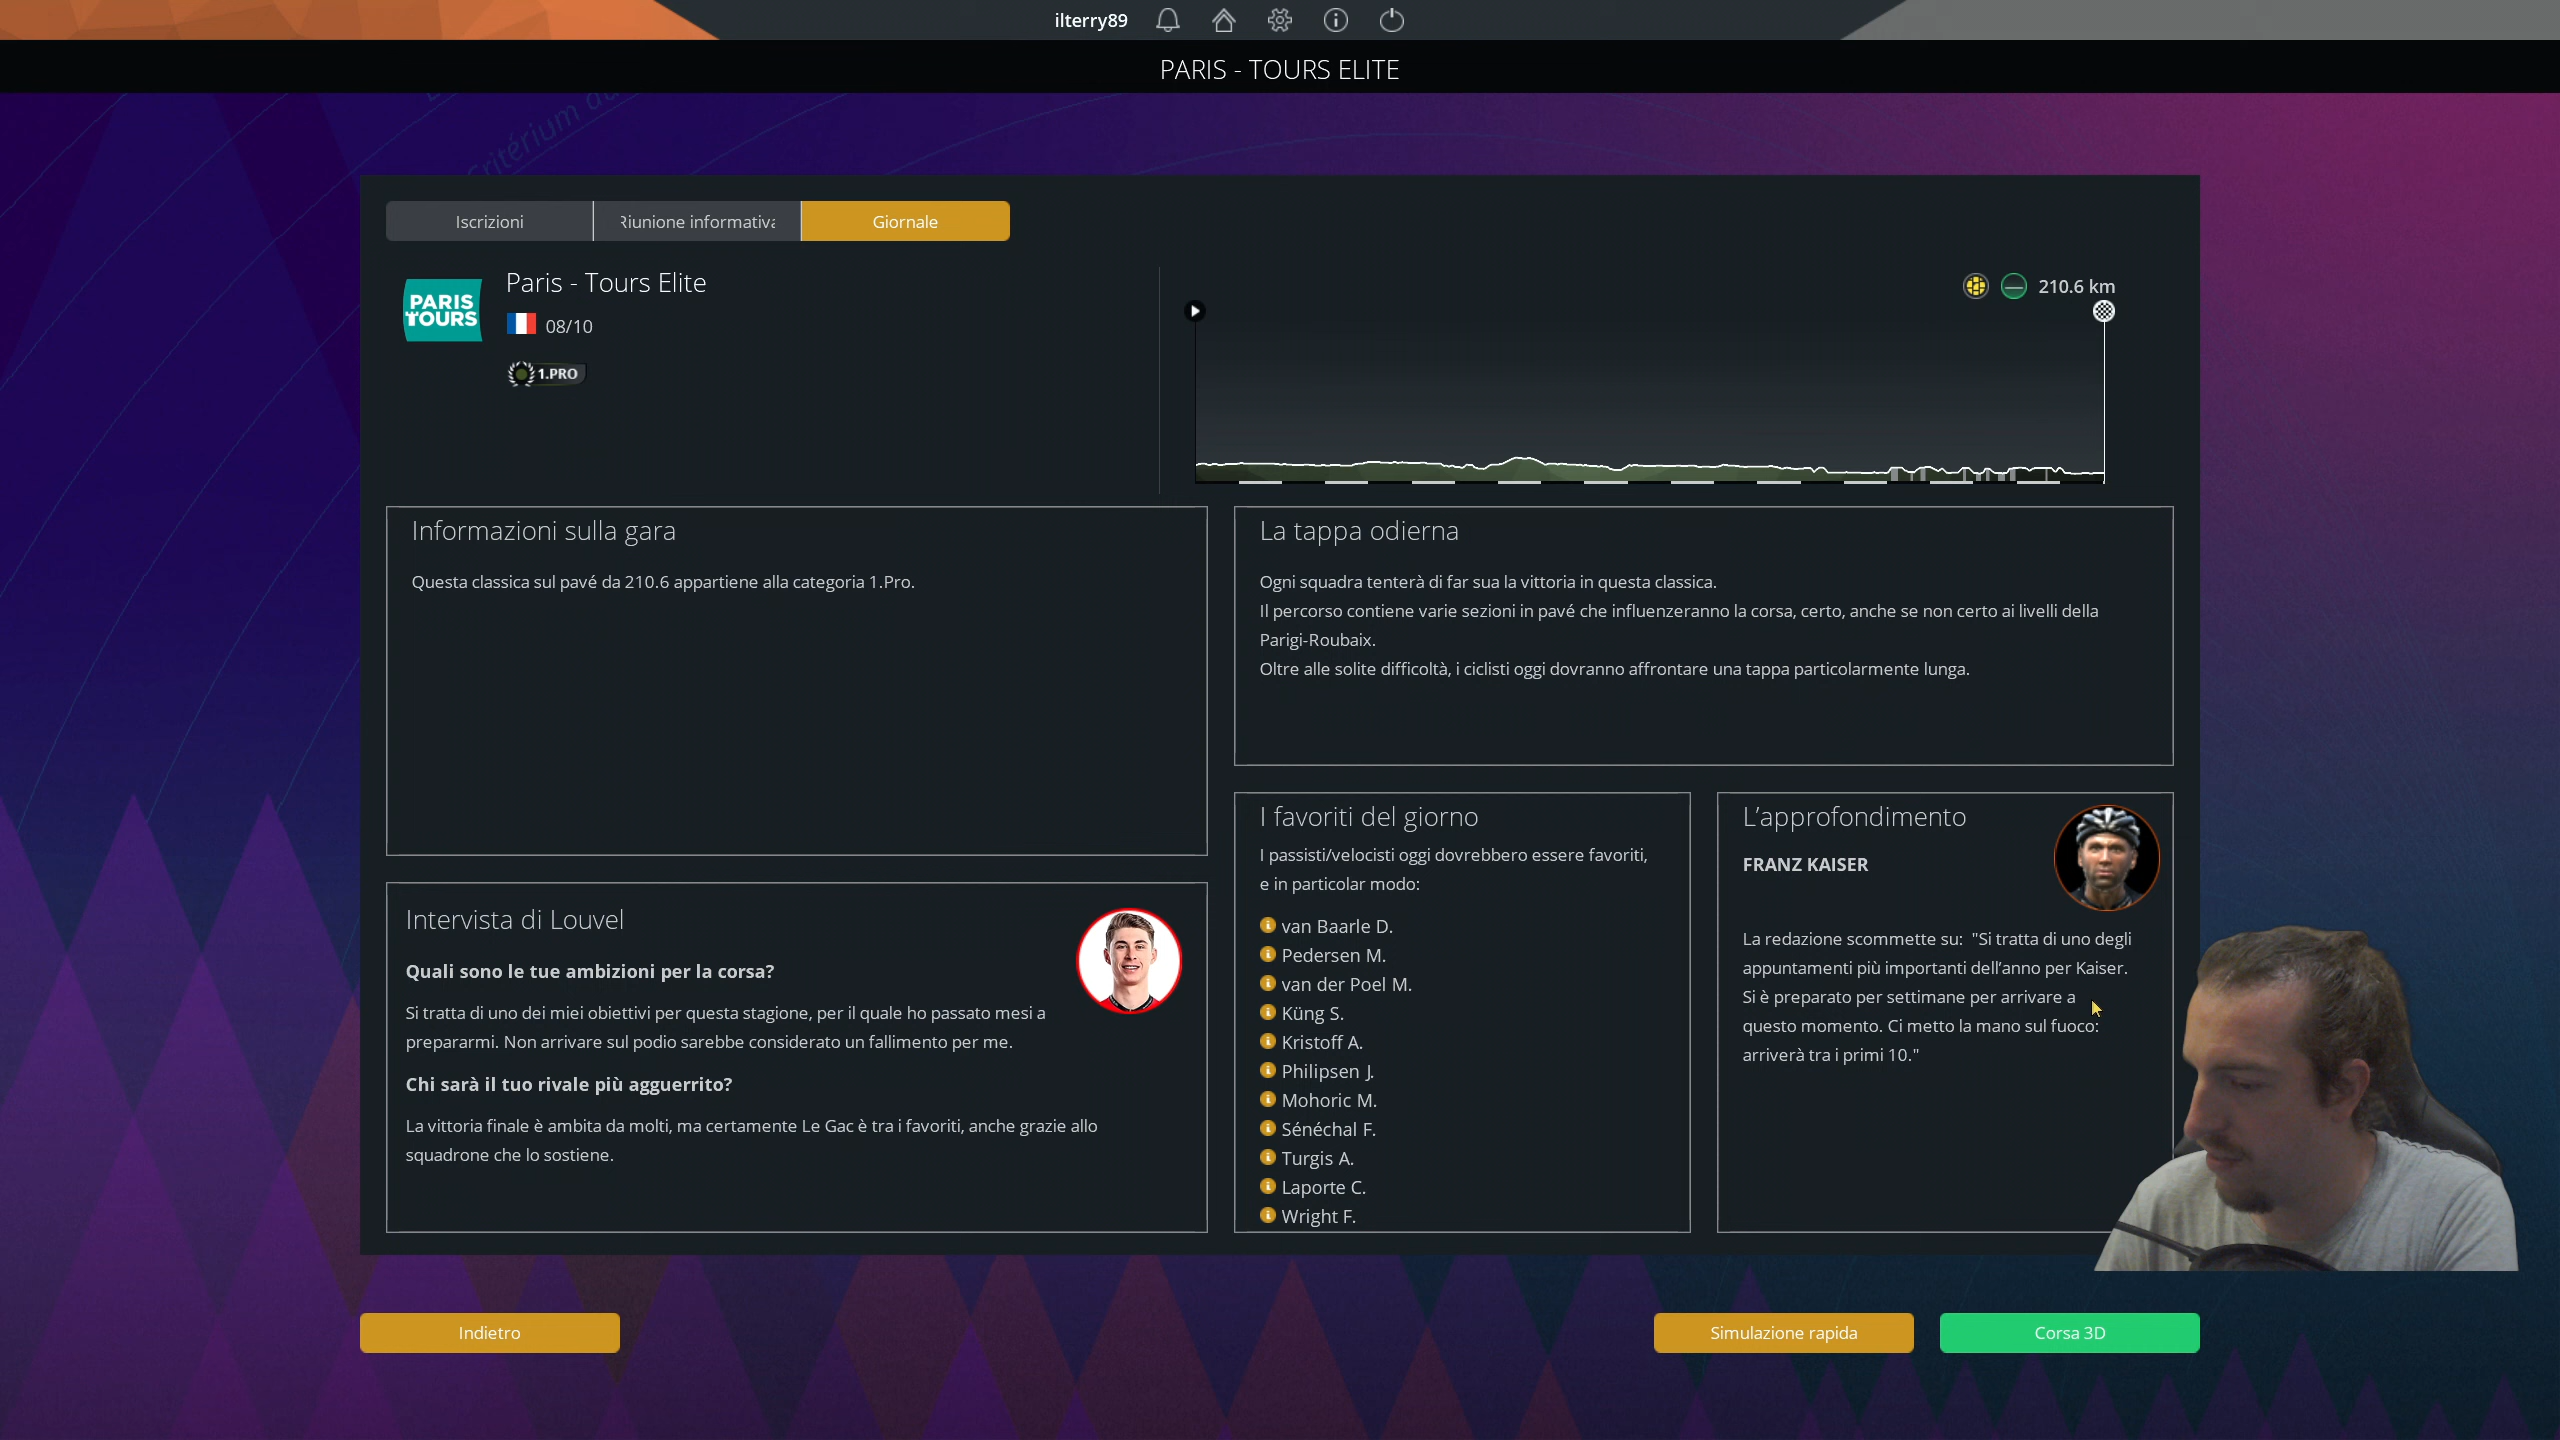 ilterry89
PARIS - TOURS ELITE
Iscrizioni
Riunione informativa
Giornale
PARIS
TOURS
Paris - Tours Elite
08/10
1.PRO
210.6 km
Informazioni sulla gara
Questa classica sul pavé da 210.6 appartiene alla categoria 1.Pro.
La tappa odierna
Ogni squadra tenterà di far sua la vittoria in questa classica.
Il percorso contiene varie sezioni in pavé che influenzeranno la corsa, certo, anche se non certo ai livelli della
Parigi-Roubaix.
Oltre alle solite difficoltà, i ciclisti oggi dovranno affrontare una tappa particolarmente lunga.
Intervista di Louvel
Quali sono le tue ambizioni per la corsa?
Si tratta di uno dei miei obiettivi per questa stagione, per il quale ho passato mesi a
prepararmi. Non arrivare sul podio sarebbe considerato un fallimento per me.
Chi sarà il tuo rivale più agguerrito?
La vittoria finale è ambita da molti, ma certamente Le Gac è tra i favoriti, anche grazie allo
squadrone che lo sostiene.
I favoriti del giorno
I passisti/velocisti oggi dovrebbero essere favoriti,
e in particolar modo:
van Baarle D.
Pedersen M.
van der Poel M.
Küng S.
Kristoff A.
Philipsen J.
Mohoric M.
Sénéchal F.
Turgis A.
Laporte C.
Wright F.
L'approfondimento
FRANZ KAISER
La redazione scommette su: "Si tratta di uno degli
appuntamenti più importanti dell'anno per Kaiser.
Si è preparato per settimane per arrivare a
questo momento. Ci metto la mano sul fuoco:
arriverà tra i primi 10."
Indietro
Simulazione rapida
Corsa 3D